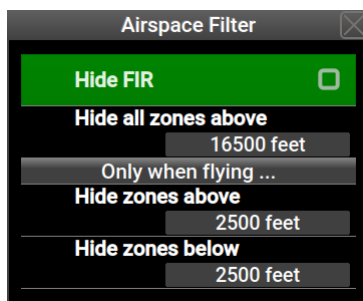 Airspace Filter
Hide FIR
Hide all zones above
16500 feet
Only when flying ...
Hide zones above
2500 feet
Hide zones below
2500 feet